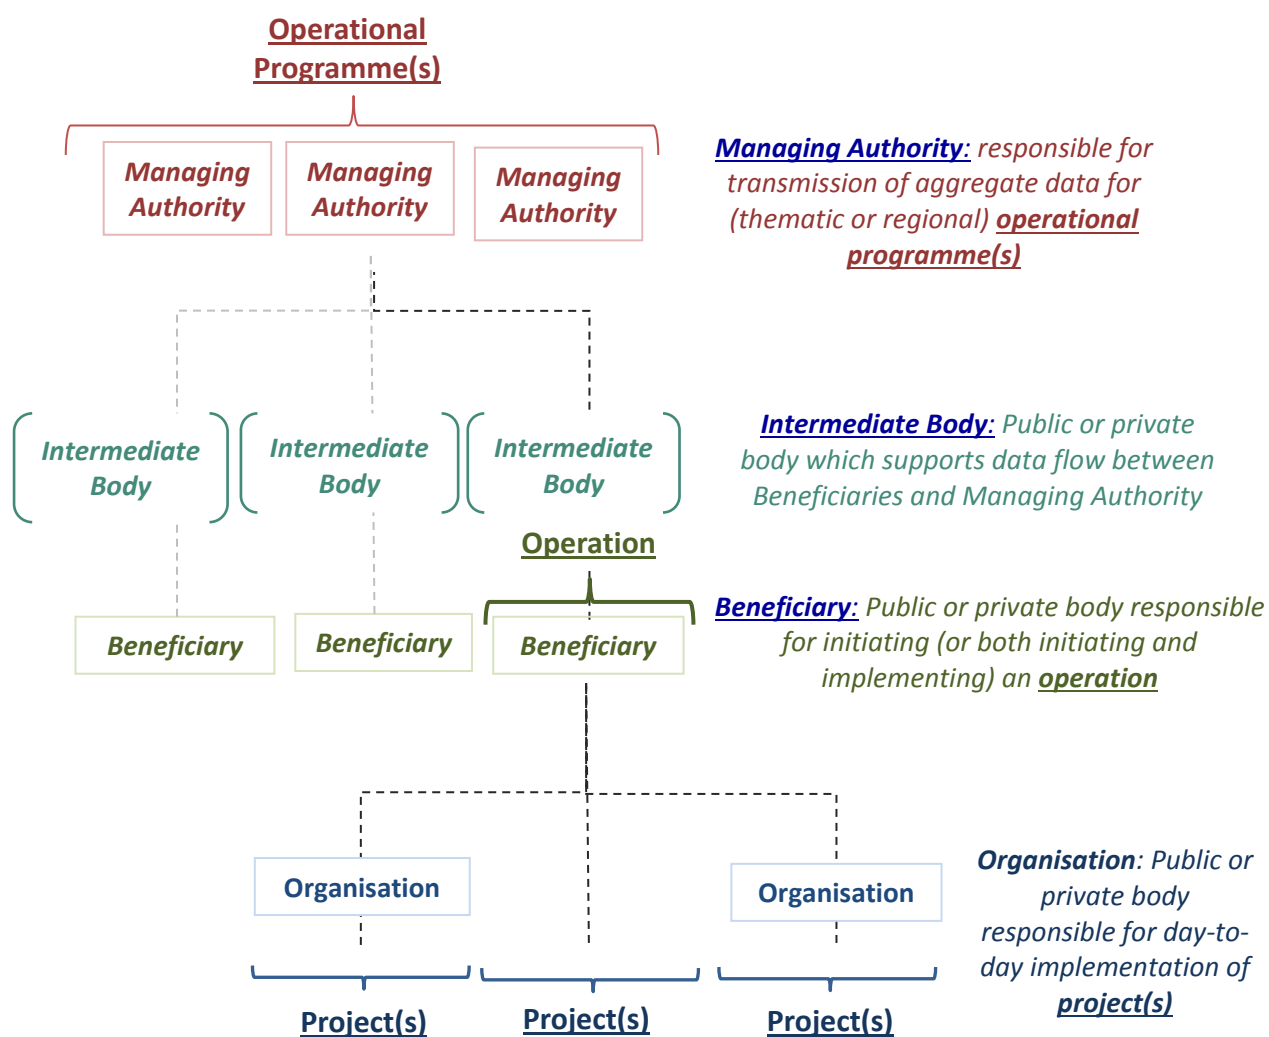 Operational
Programme(s)
Managing
Authority
Managing
Authority
Managing
Authority
Managing Authority: responsible for
transmission of aggregate data for
(thematic or regional) operational
programme(s)
Intermediate
Body
Intermediate
Body
Intermediate
Body
Intermediate Body: Public or private
body which supports data flow between
Beneficiaries and Managing Authority
Operation
Beneficiary
Beneficiary
Beneficiary
Beneficiary: Public or private body responsible
for initiating (or both initiating and
implementing) an operation
Organisation
Organisation
Organisation: Public or
private body
responsible for day-to-
day implementation of
project(s)
Project(s)
Project(s)
Project(s)